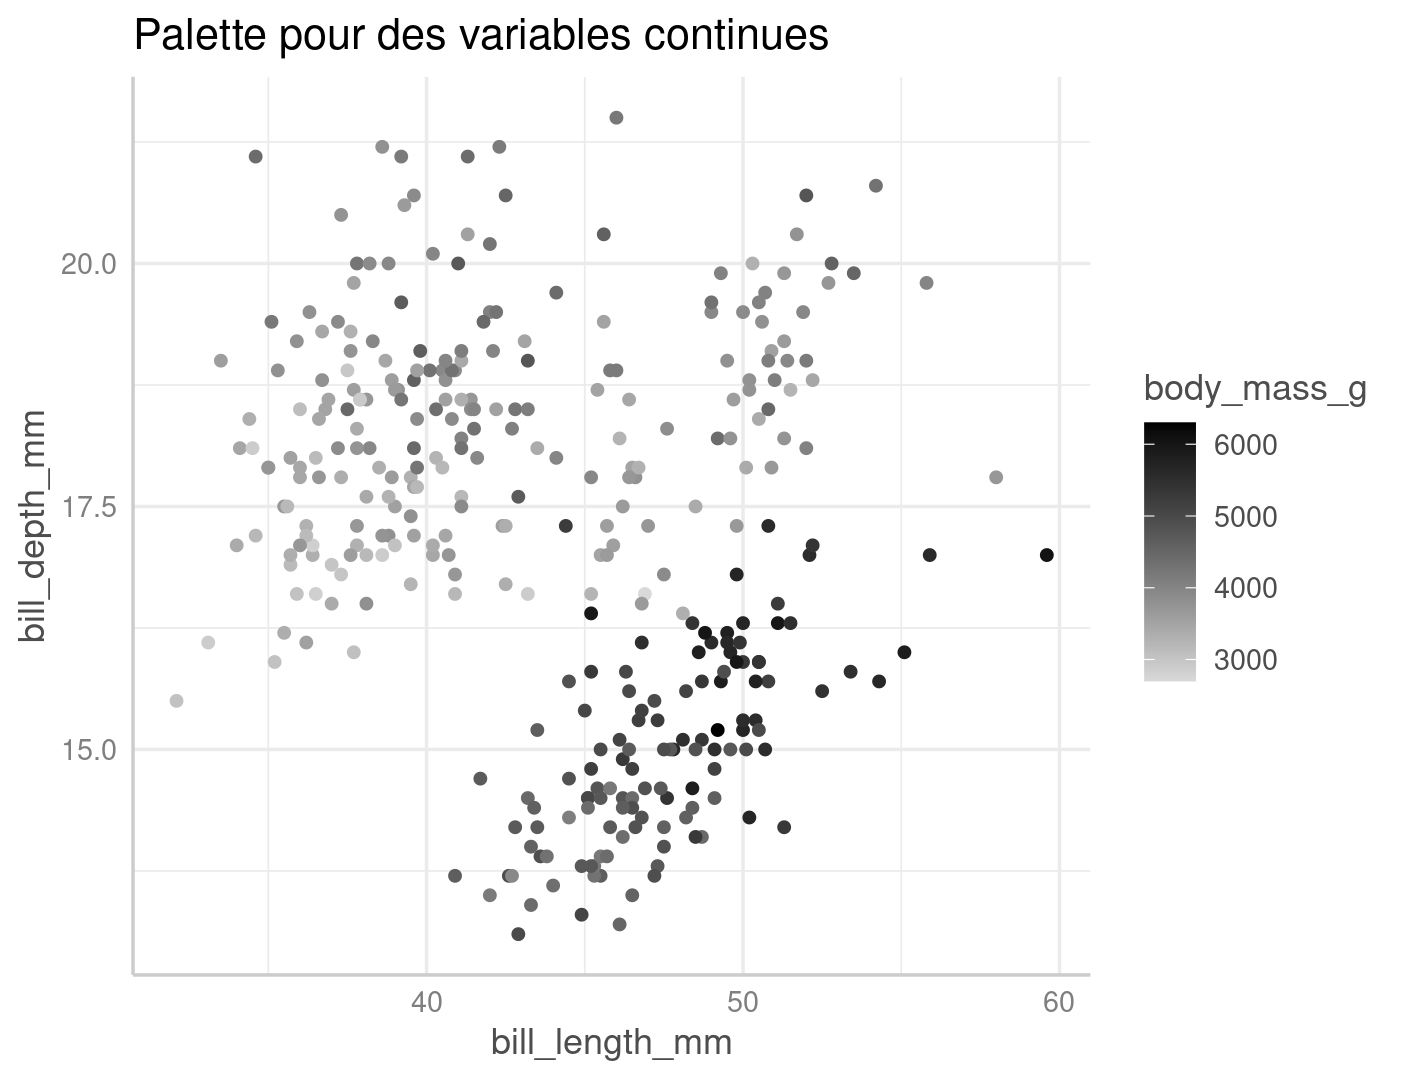 Palette pour des variables continues
bill_depth_mm
20.0
17.5
15.0
40
50
60
bill_length_mm
body_mass_g
6000
5000
4000
3000